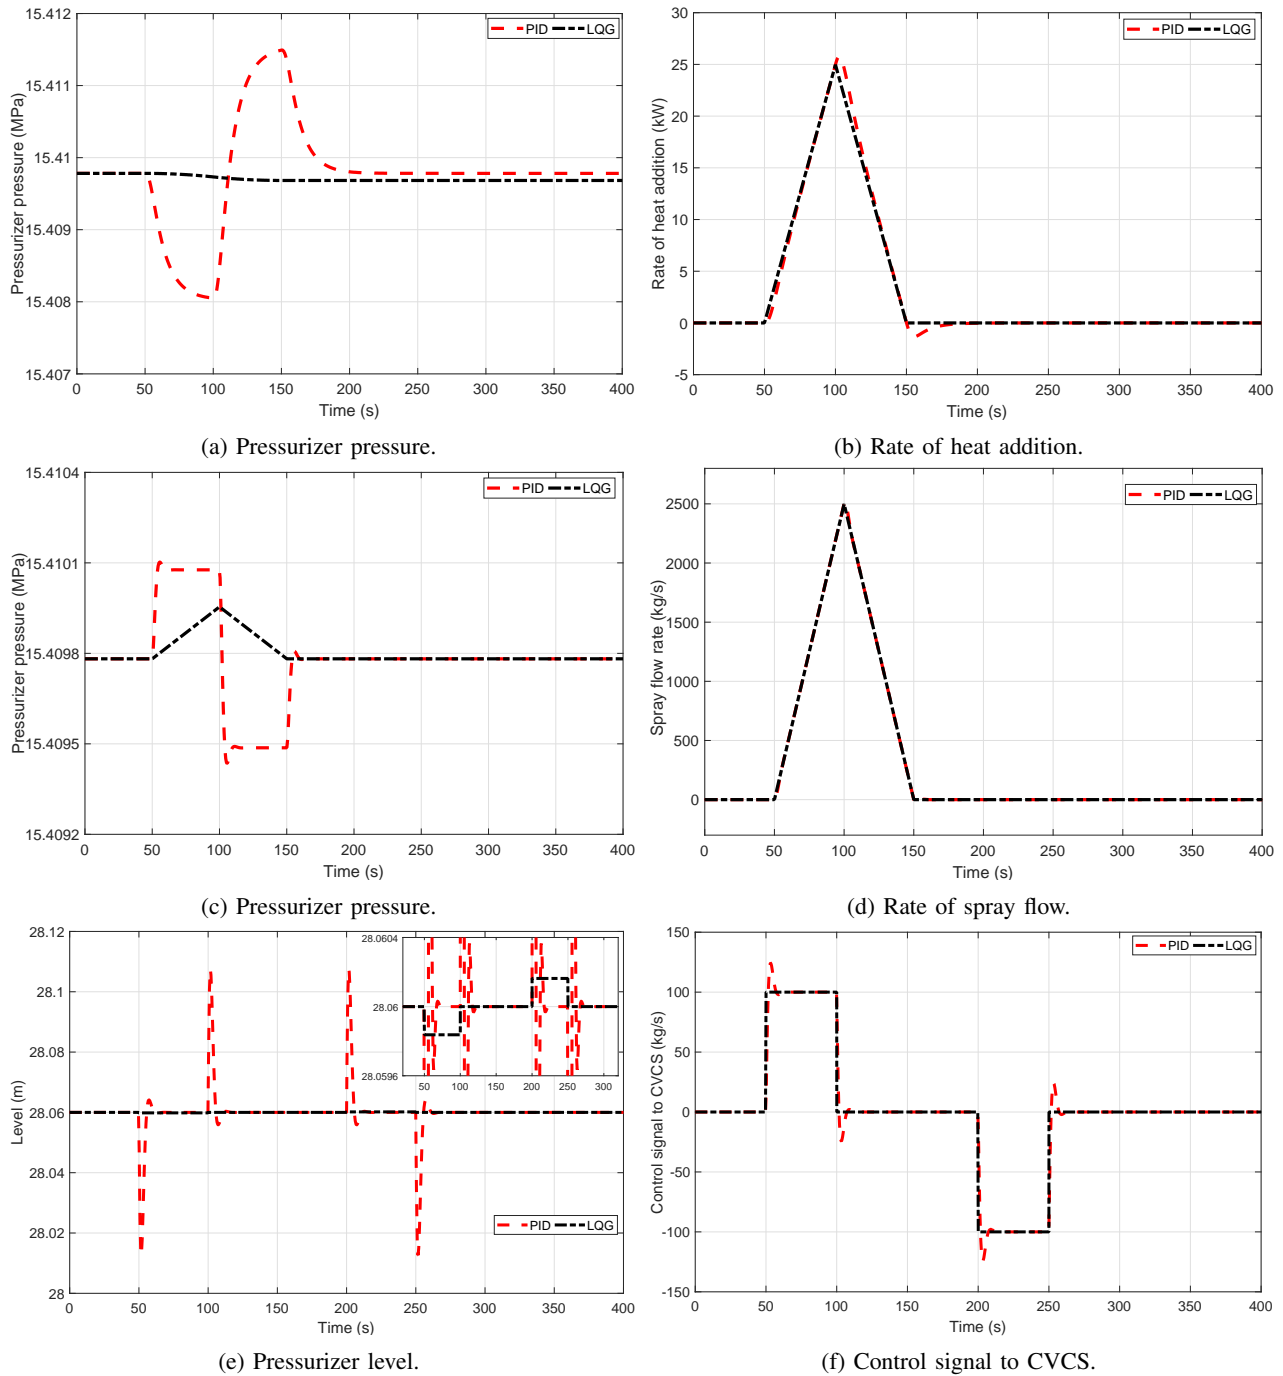 15.412
15.411
15.41
15.409
15.408
15.407
Pressurizer pressure (MPa)
PID LQG
0 50 100 150 200 250 300 350 400
Time (s)
(a) Pressurizer pressure.
30
25
20
15
10
5
0
-5
Rate of heat addition (kW)
PID LQG
0 50 100 150 200 250 300 350 400
Time (s)
(b) Rate of heat addition.
15.4104
15.4101
15.4098
15.4095
15.4092
Pressurizer pressure (MPa)
PID LQG
0 50 100 150 200 250 300 350 400
Time (s)
(c) Pressurizer pressure.
2500
2000
1500
1000
500
0
Spray flow rate (kg/s)
PID LQG
0 50 100 150 200 250 300 350 400
Time (s)
(d) Rate of spray flow.
28.12
28.1
28.08
28.06
28.04
28.02
28
Level (m)
28.0604
28.06
28.0596
50 100 150 200 250 300
PID LQG
0 50 100 150 200 250 300 350 400
Time (s)
(e) Pressurizer level.
150
100
50
0
-50
-100
-150
Control signal to CVCS (kg/s)
PID LQG
0 50 100 150 200 250 300 350 400
Time (s)
(f) Control signal to CVCS.